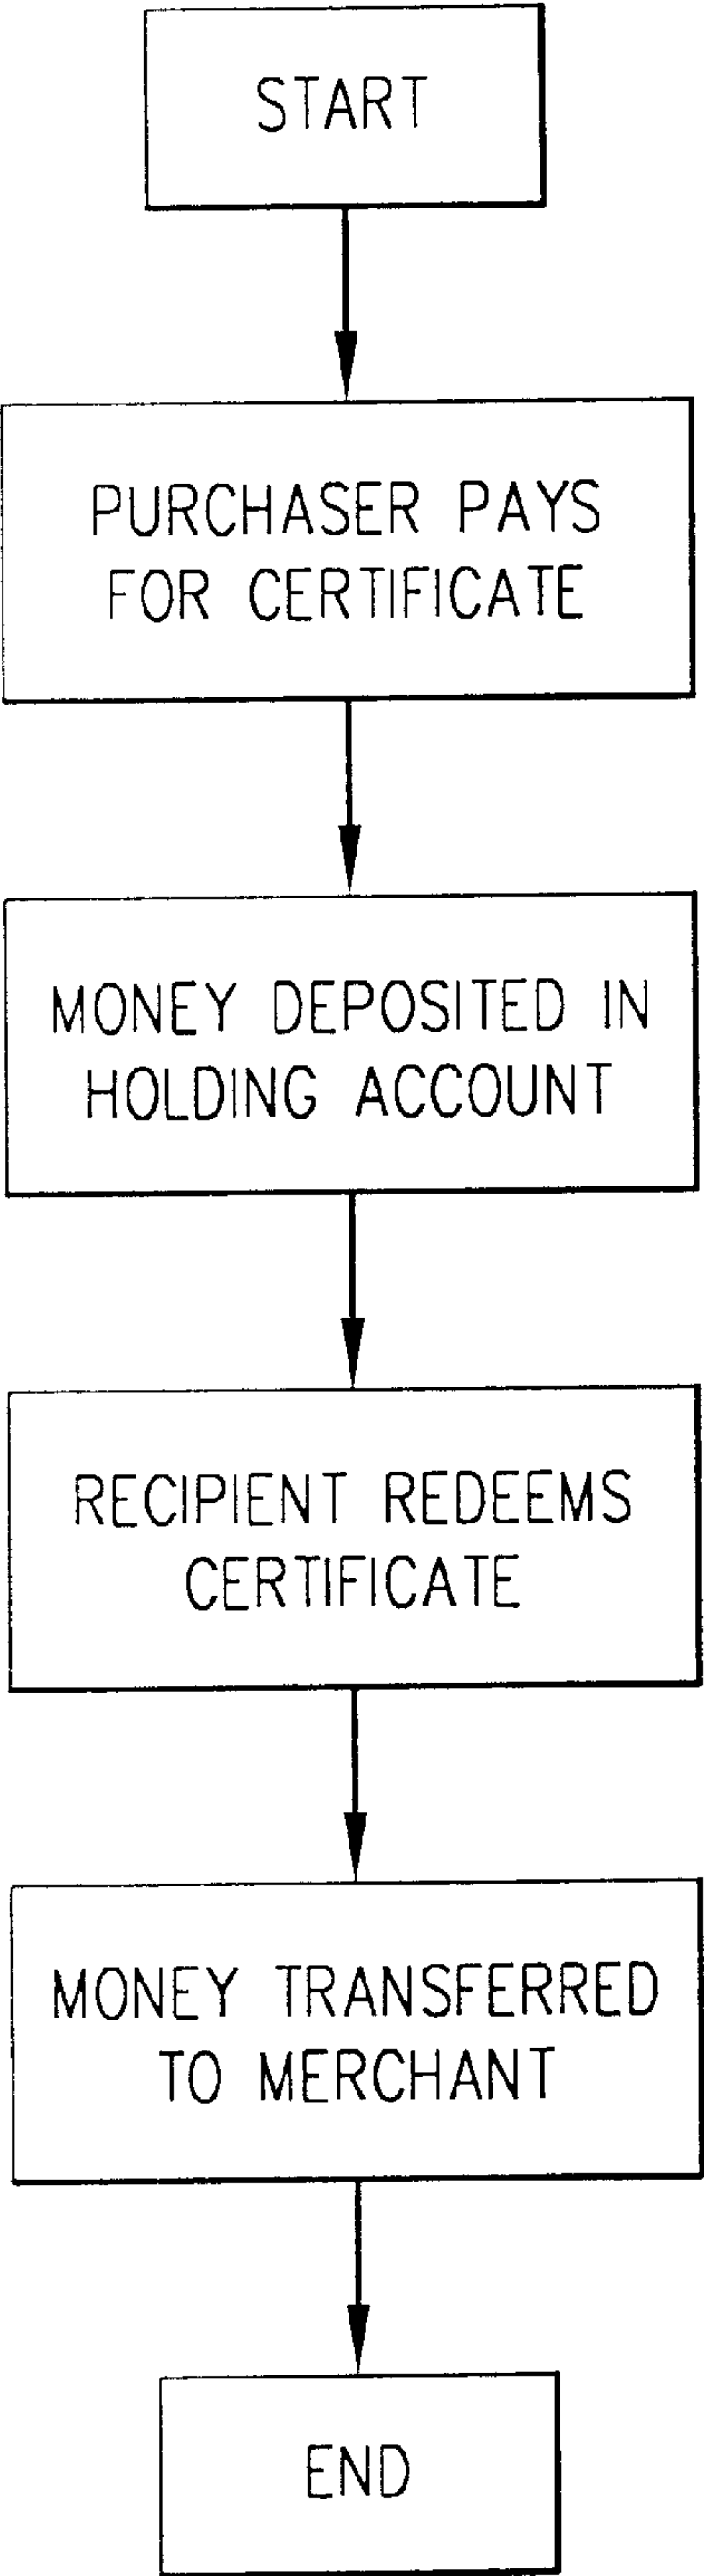 START
PURCHASER PAYS
FOR CERTIFICATE
MONEY DEPOSITED IN
HOLDING ACCOUNT
RECIPIENT REDEEMS
CERTIFICATE
MONEY TRANSFERRED
TO MERCHANT
END